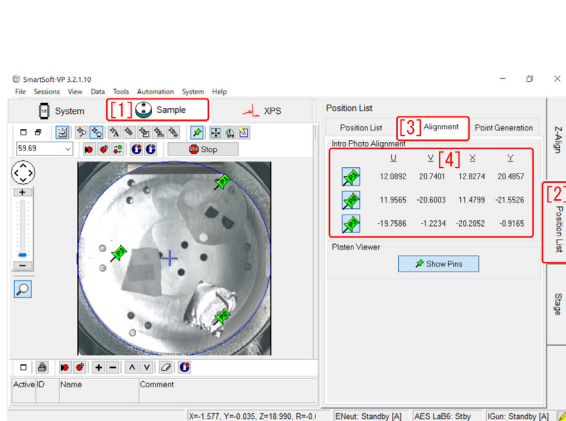 SmartSoft-VP 3.2.1.10
File Sessions View Data Tools Automation System Help
System [1] Sample XPS
59.69 Stop
Active ID Name Comment
X=-1.577, Y=-0.035, Z=18.990, R=-0.
Position List
Position List [3] Alignment Point Generation
Intro Photo Alignment
U V [4] X Y
12.0892 20.7401 12.8274 20.4857
11.9565 -20.6003 11.4799 -21.5526
-19.7586 -1.2234 -20.2052 -0.9165
Platen Viewer
Show Pins
Z-Align
[2]
Position List
Stage
ENeut: Standby [A] AES LaB6: Stby IGun: Standby [A]